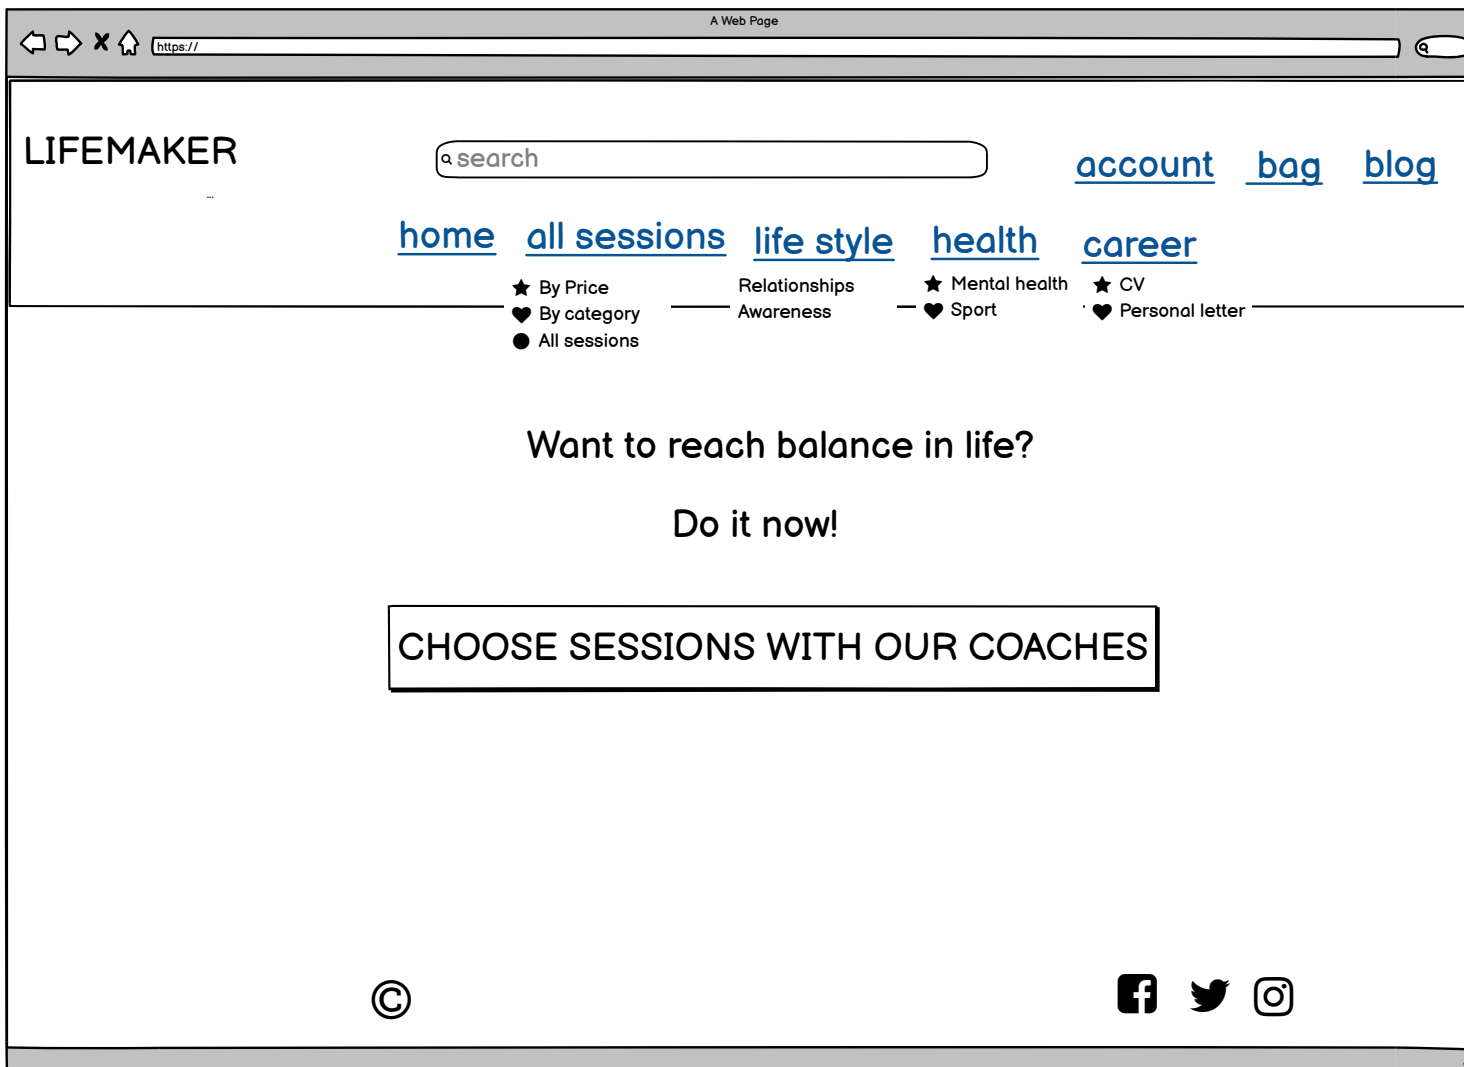 A Web Page
https://
LIFEMAKER
search
account bag blog
...
home all sessions life style health career
By Price
By category
All sessions
Relationships
Awareness
Mental health
Sport
CV
Personal letter
Want to reach balance in life?
Do it now!
CHOOSE SESSIONS WITH OUR COACHES
©